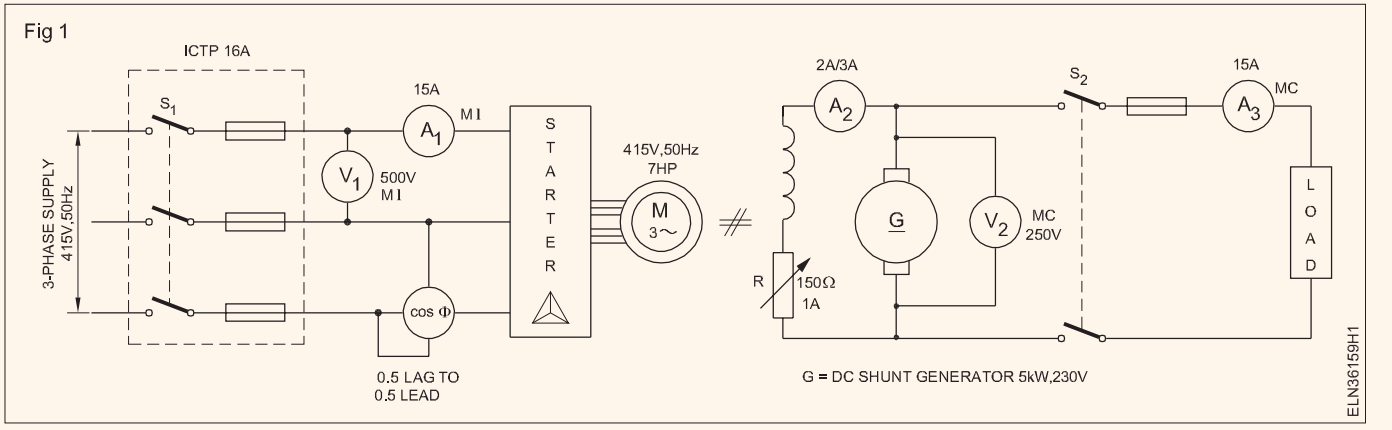 Fig 1
ICTP 16A
S1
3-PHASE SUPPLY
415V,50Hz
V1
500V
MI
15A
A1
MI
cos Φ
0.5 LAG TO
0.5 LEAD
STARTER
415V,50Hz
7HP
M
3~
2A/3A
A2
R
150Ω
1A
G
V2
MC
250V
S2
15A
A3
MC
LOAD
G = DC SHUNT GENERATOR 5kW,230V
ELN36159H1